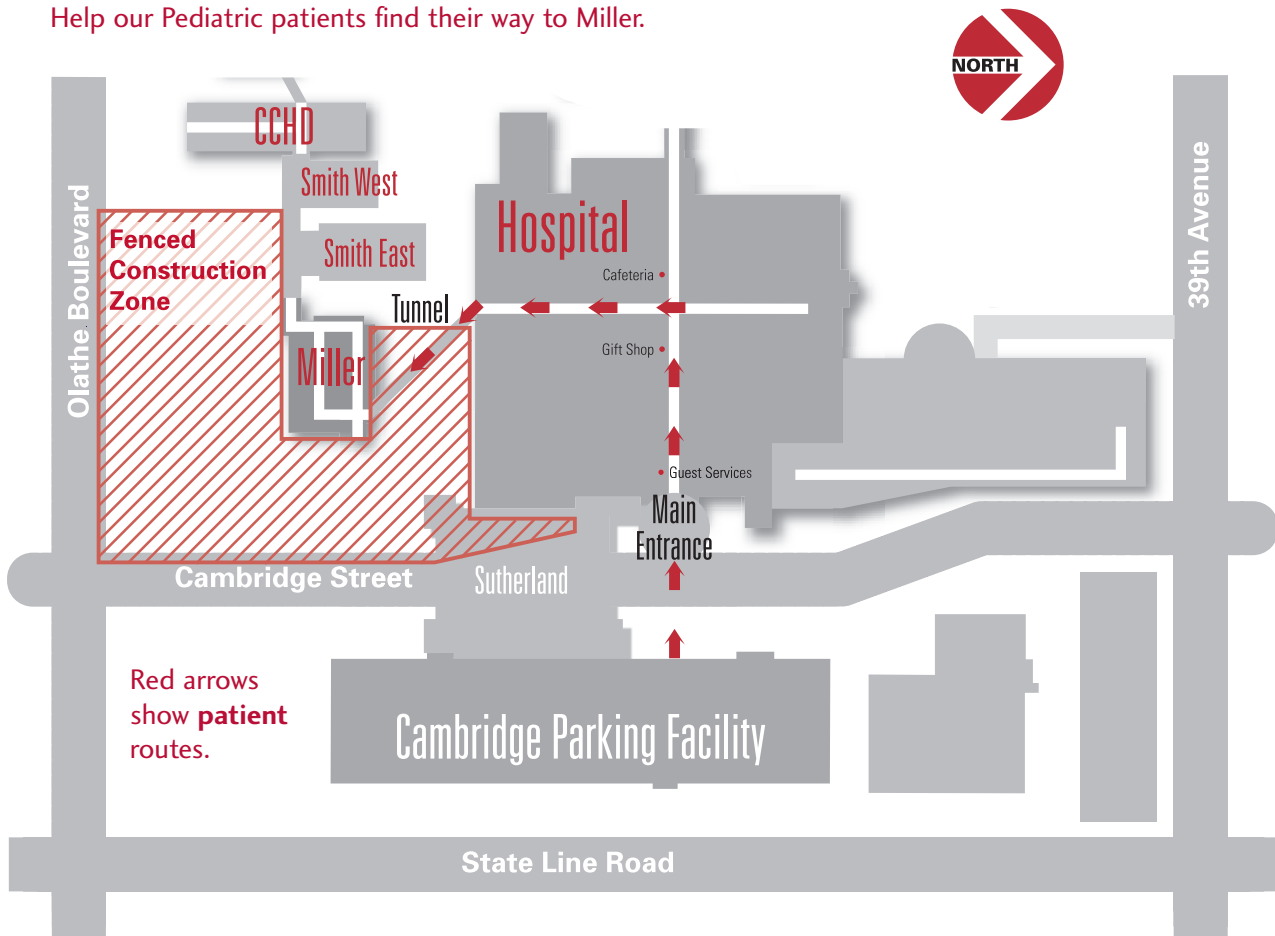 Help our Pediatric patients find their way to Miller.
NORTH
CCHD
Smith West
Olathe Boulevard
39th Avenue
Hospital
Fenced
Construction
Zone
Smith East
Cafeteria
Tunnel
Gift Shop
Miller
Guest Services
Main
Entrance
Cambridge Street
Sutherland
Red arrows
show patient
routes.
Cambridge Parking Facility
State Line Road